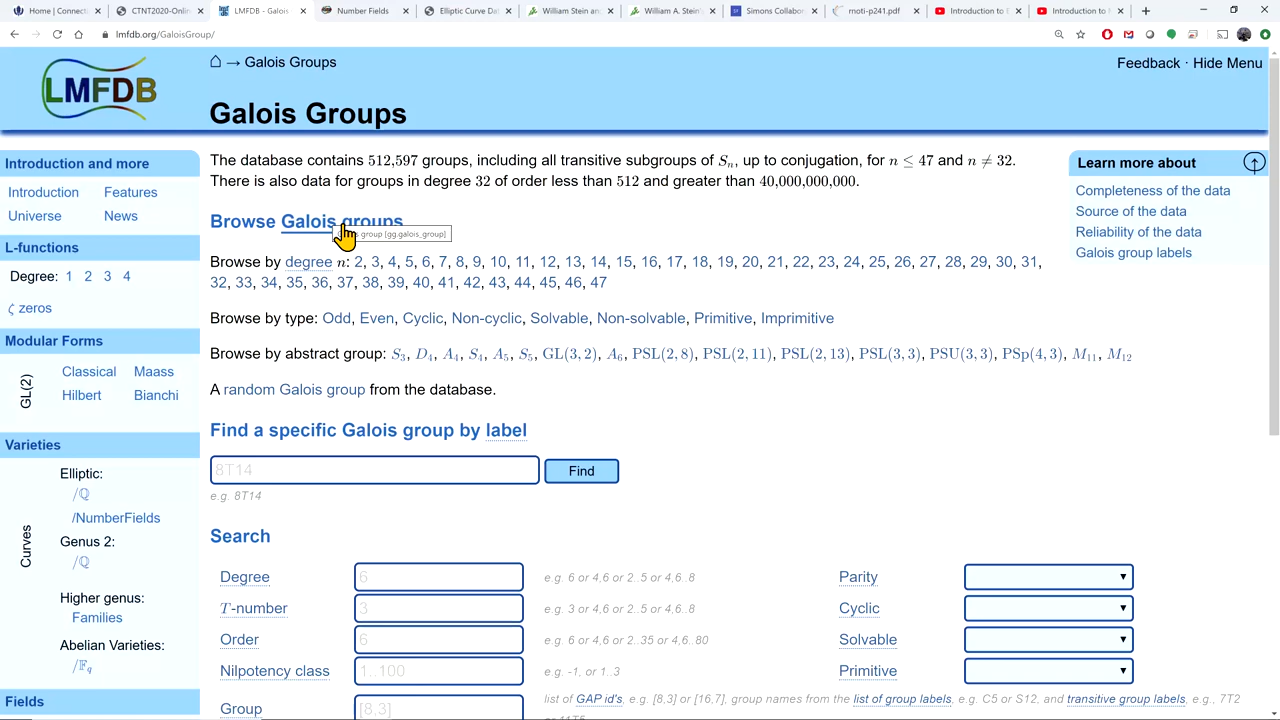 Home | Connect
CTNT2020-Onlin
LMFDB - Galois
Number Fields
Elliptic Curve Da
William Stein and
William A. Stein's
Simons Collabor
moti-p241.pdf
Introduction to
Introduction to
lmfdb.org/GaloisGroup/
LMFDB
⌂ → Galois Groups
Feedback · Hide Menu
Galois Groups
Introduction and more
Introduction Features
Universe News
L-functions
Degree: 1 2 3 4
ζ zeros
Modular Forms
GL(2)
Classical Maass
Hilbert Bianchi
Varieties
Curves
Elliptic:
/ℚ
/NumberFields
Genus 2:
/ℚ
Higher genus:
Families
Abelian Varieties:
/𝔽q
Fields
The database contains 512,597 groups, including all transitive subgroups of Sn, up to conjugation, for n ≤ 47 and n ≠ 32.
There is also data for groups in degree 32 of order less than 512 and greater than 40,000,000,000.
Browse Galois groups
group [gg.galois_group]
Browse by degree n: 2, 3, 4, 5, 6, 7, 8, 9, 10, 11, 12, 13, 14, 15, 16, 17, 18, 19, 20, 21, 22, 23, 24, 25, 26, 27, 28, 29, 30, 31,
32, 33, 34, 35, 36, 37, 38, 39, 40, 41, 42, 43, 44, 45, 46, 47
Browse by type: Odd, Even, Cyclic, Non-cyclic, Solvable, Non-solvable, Primitive, Imprimitive
Browse by abstract group: S3, D4, A4, S4, A5, S5, GL(3, 2), A6, PSL(2, 8), PSL(2, 11), PSL(2, 13), PSL(3, 3), PSU(3, 3), PSp(4, 3), M11, M12
A random Galois group from the database.
Find a specific Galois group by label
8T14
Find
e.g. 8T14
Search
Degree 6 e.g. 6 or 4,6 or 2..5 or 4,6..8 Parity
T-number 3 e.g. 3 or 4,6 or 2..5 or 4,6..8 Cyclic
Order 6 e.g. 6 or 4,6 or 2..35 or 4,6..80 Solvable
Nilpotency class 1..100 e.g. -1, or 1..3 Primitive
Group [8,3] list of GAP id's, e.g. [8,3] or [16,7], group names from the list of group labels, e.g. C5 or S12, and transitive group labels, e.g., 7T2
or 11T5
Learn more about
Completeness of the data
Source of the data
Reliability of the data
Galois group labels